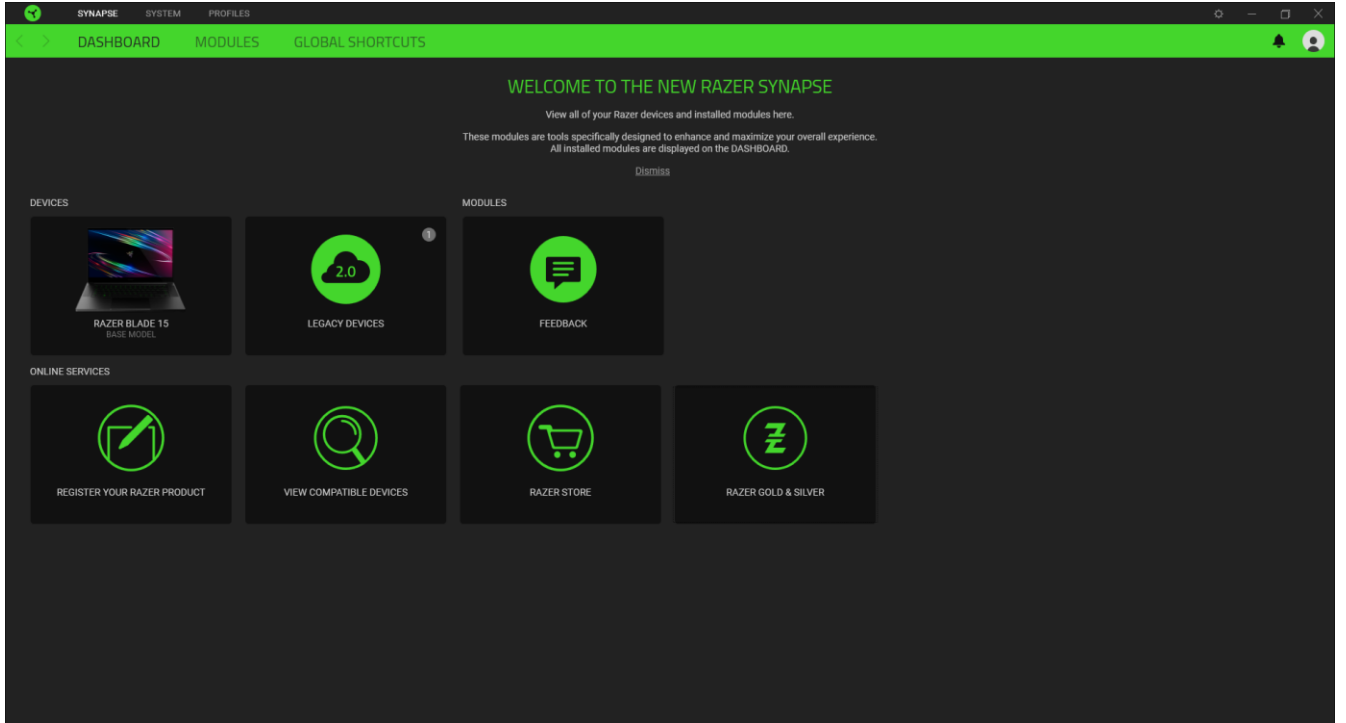 SYNAPSE SYSTEM PROFILES
DASHBOARD MODULES GLOBAL SHORTCUTS
WELCOME TO THE NEW RAZER SYNAPSE
View all of your Razer devices and installed modules here.
These modules are tools specifically designed to enhance and maximize your overall experience.
All installed modules are displayed on the DASHBOARD.
Dismiss
DEVICES
MODULES
1
2.0
RAZER BLADE 15
BASE MODEL
LEGACY DEVICES
FEEDBACK
ONLINE SERVICES
REGISTER YOUR RAZER PRODUCT
VIEW COMPATIBLE DEVICES
RAZER STORE
RAZER GOLD & SILVER